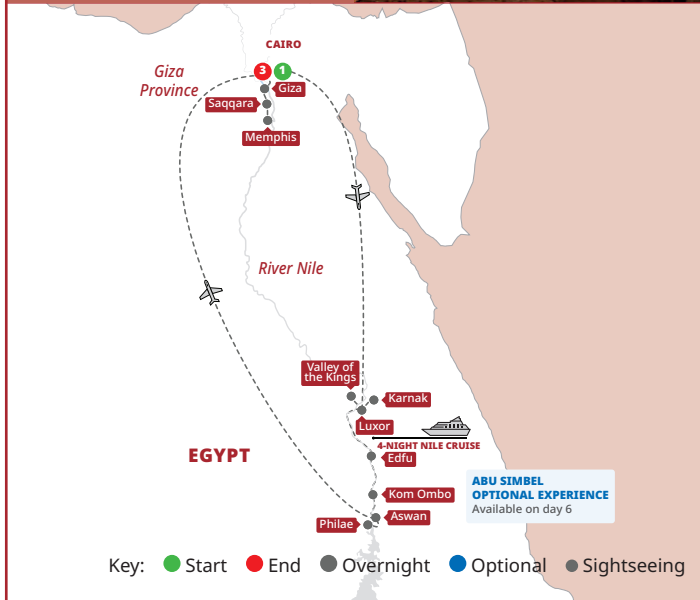 CAIRO
3
1
Giza
Province
Giza
Saqqara
Memphis
River Nile
Valley of
the Kings
Karnak
Luxor
4-NIGHT NILE CRUISE
EGYPT
Edfu
ABU SIMBEL
OPTIONAL EXPERIENCE
Available on day 6
Kom Ombo
Aswan
Philae
Key: Start End Overnight Optional Sightseeing